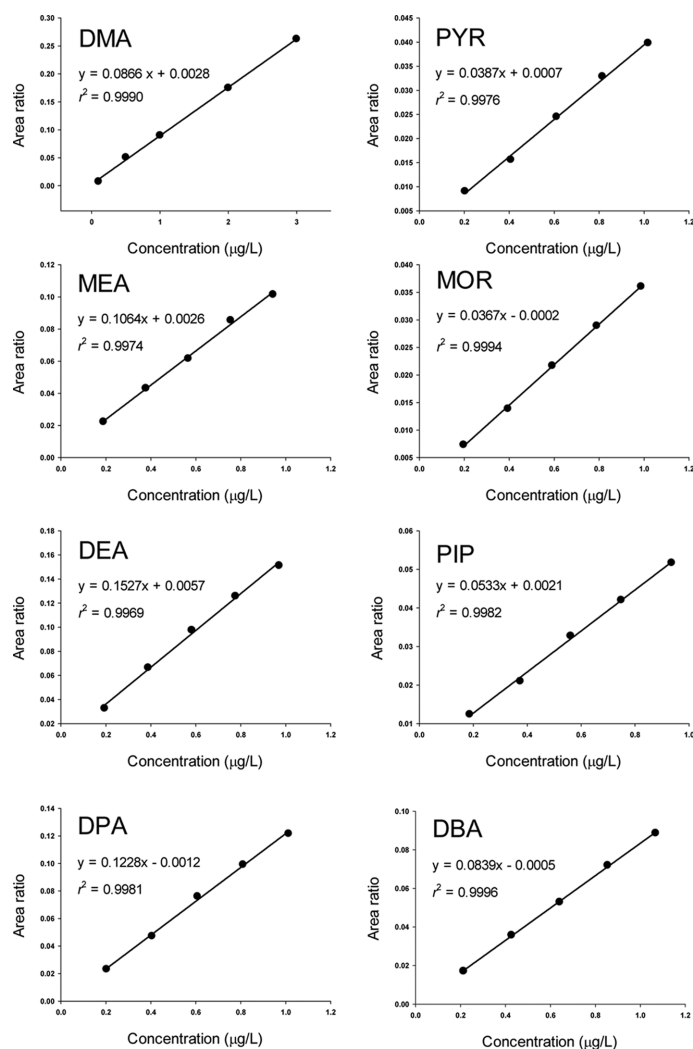 DMA
y = 0.0866 x + 0.0028
r² = 0.9990
Area ratio
0.30
0.25
0.20
0.15
0.10
0.05
0.00
0 1 2 3
Concentration (μg/L)
PYR
y = 0.0387x + 0.0007
r² = 0.9976
Area ratio
0.045
0.040
0.035
0.030
0.025
0.020
0.015
0.010
0.005
0.0 0.2 0.4 0.6 0.8 1.0 1.2
Concentration (μg/L)
MEA
y = 0.1064x + 0.0026
r² = 0.9974
Area ratio
0.12
0.10
0.08
0.06
0.04
0.02
0.00
0.0 0.2 0.4 0.6 0.8 1.0 1.2
Concentration (μg/L)
MOR
y = 0.0367x - 0.0002
r² = 0.9994
Area ratio
0.040
0.035
0.030
0.025
0.020
0.015
0.010
0.005
0.0 0.2 0.4 0.6 0.8 1.0 1.2
Concentration (μg/L)
DEA
y = 0.1527x + 0.0057
r² = 0.9969
Area ratio
0.18
0.16
0.14
0.12
0.10
0.08
0.06
0.04
0.02
0.0 0.2 0.4 0.6 0.8 1.0 1.2
Concentration (μg/L)
PIP
y = 0.0533x + 0.0021
r² = 0.9982
Area ratio
0.06
0.05
0.04
0.03
0.02
0.01
0.0 0.2 0.4 0.6 0.8 1.0
Concentration (μg/L)
DPA
y = 0.1228x - 0.0012
r² = 0.9981
Area ratio
0.14
0.12
0.10
0.08
0.06
0.04
0.02
0.00
0.0 0.2 0.4 0.6 0.8 1.0 1.2
Concentration (μg/L)
DBA
y = 0.0839x -0.0005
r² = 0.9996
Area ratio
0.10
0.08
0.06
0.04
0.02
0.00
0.0 0.2 0.4 0.6 0.8 1.0 1.2
Concentration (μg/L)